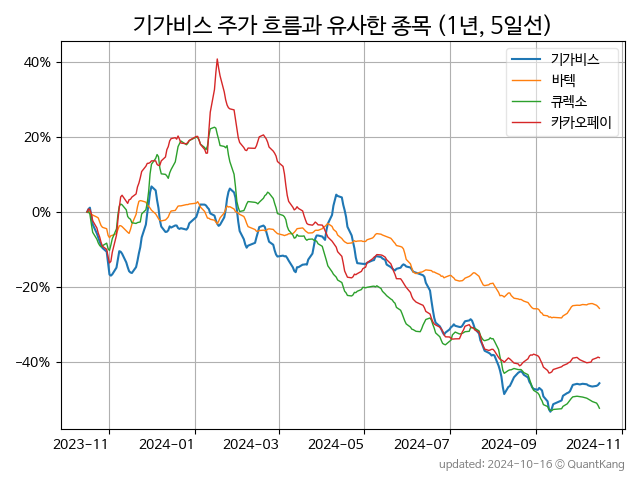 기가비스 주가 흐름과 유사한 종목 (1년, 5일선)
기가비스
바텍
큐렉소
카카오페이
40%
20%
0%
−20%
−40%
2023−11
2024−01
2024−03
2024−05
2024−07
2024−09
2024−11
updated: 2024-10-16 © QuantKang